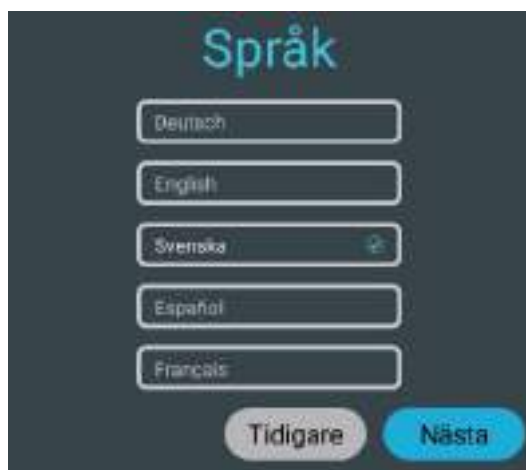 Språk
Deutsch
English
Svenska
Español
Français
Tidigare Nästa